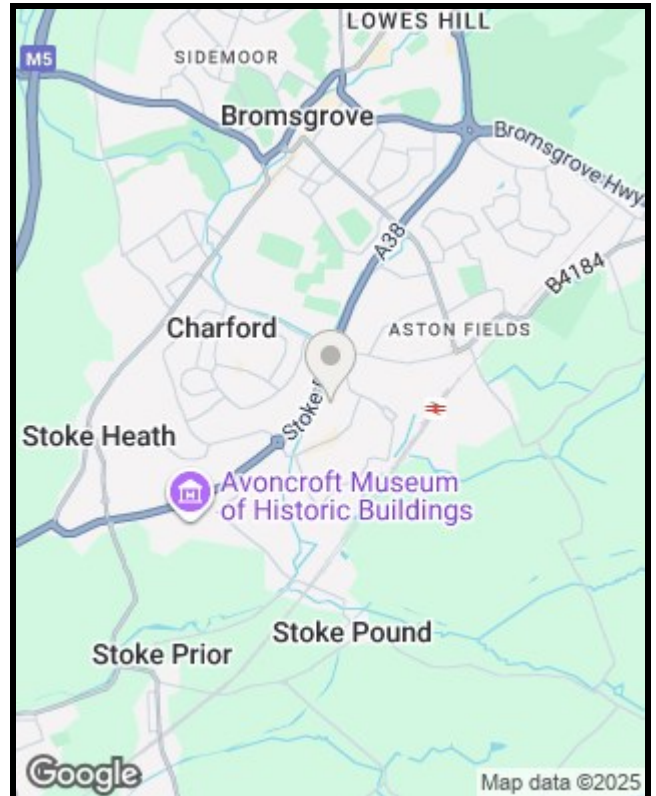 LOWES HILL
M5
SIDEMOOR
Bromsgrove
Bromsgrove Hwy
A38
B4184
Charford
ASTON FIELDS
Stoke
Stoke Heath
Avoncroft Museum
of Historic Buildings
Stoke Pound
Stoke Prior
Google
Map data ©2025